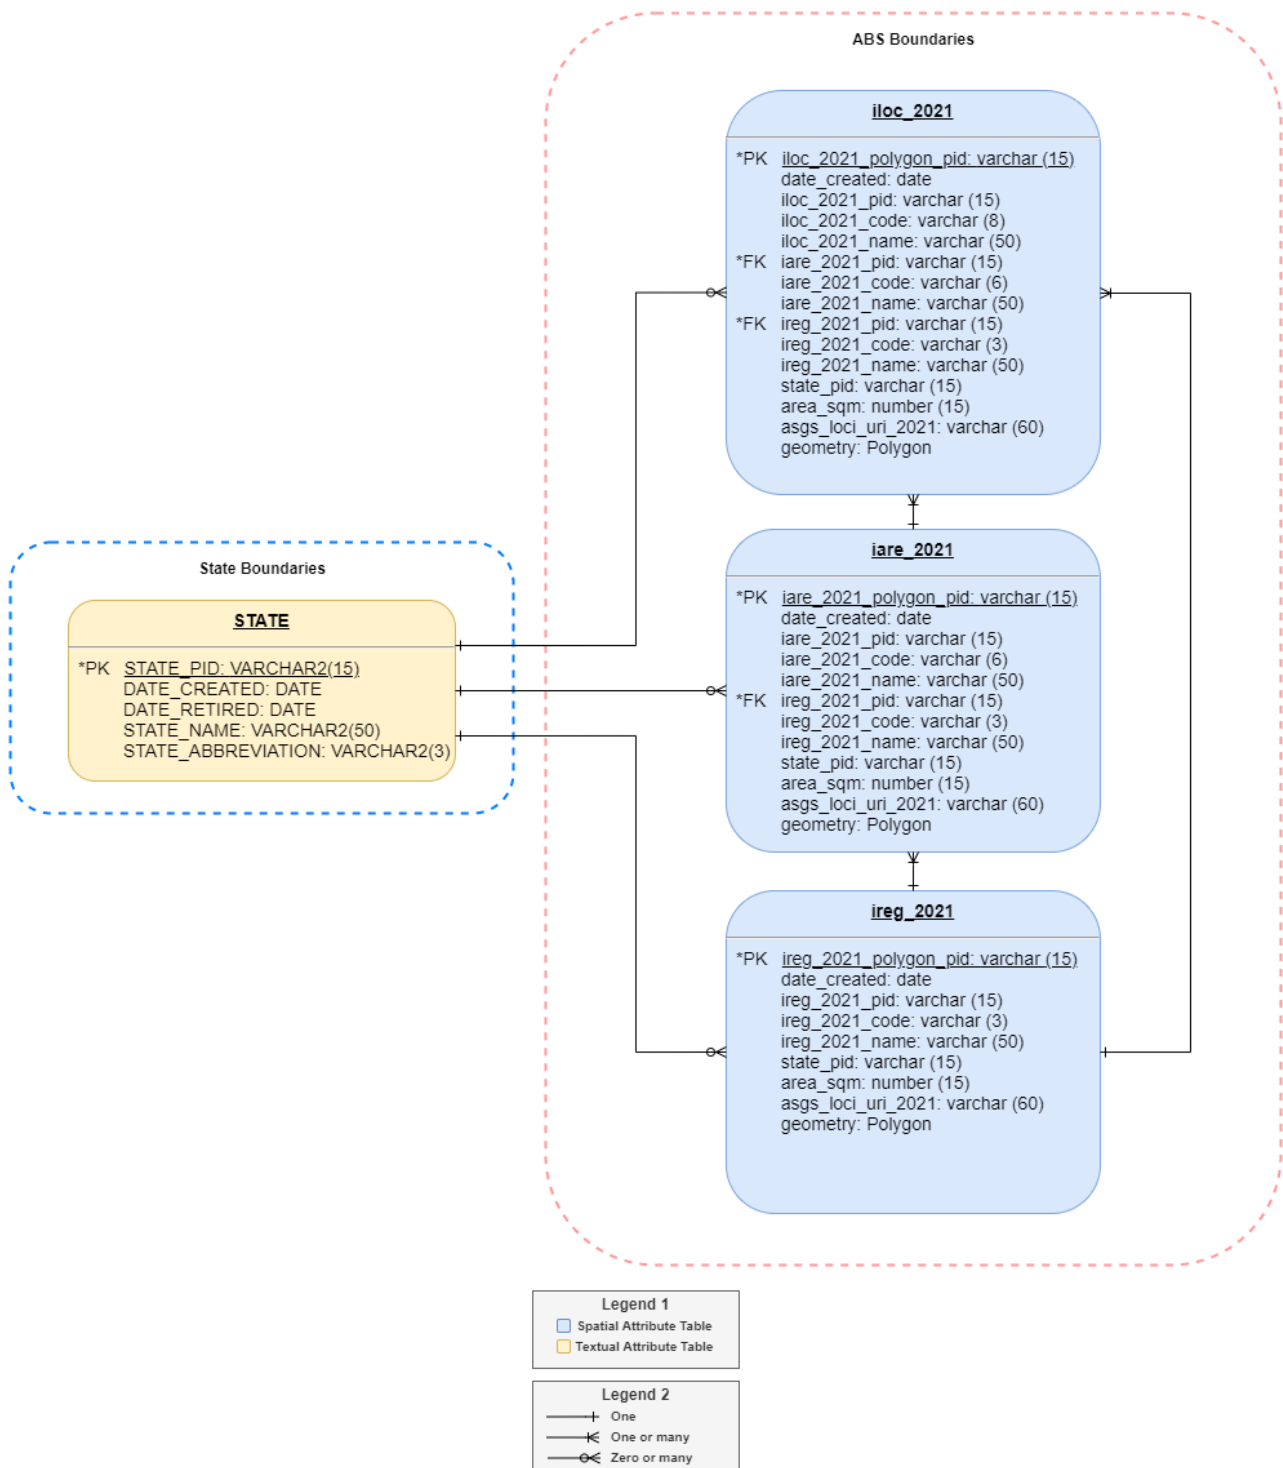 ABS Boundaries
iloc_2021
*PK iloc_2021_polygon_pid: varchar (15)
date_created: date
iloc_2021_pid: varchar (15)
iloc_2021_code: varchar (8)
iloc_2021_name: varchar (50)
*FK iare_2021_pid: varchar (15)
iare_2021_code: varchar (6)
iare_2021_name: varchar (50)
*FK ireg_2021_pid: varchar (15)
ireg_2021_code: varchar (3)
ireg_2021_name: varchar (50)
state_pid: varchar (15)
area_sqm: number (15)
asgs_loci_uri_2021: varchar (60)
geometry: Polygon
State Boundaries
STATE
*PK STATE_PID: VARCHAR2(15)
DATE_CREATED: DATE
DATE_RETIRED: DATE
STATE_NAME: VARCHAR2(50)
STATE_ABBREVIATION: VARCHAR2(3)
iare_2021
*PK iare_2021_polygon_pid: varchar (15)
date_created: date
iare_2021_pid: varchar (15)
iare_2021_code: varchar (6)
iare_2021_name: varchar (50)
*FK ireg_2021_pid: varchar (15)
ireg_2021_code: varchar (3)
ireg_2021_name: varchar (50)
state_pid: varchar (15)
area_sqm: number (15)
asgs_loci_uri_2021: varchar (60)
geometry: Polygon
ireg_2021
*PK ireg_2021_polygon_pid: varchar (15)
date_created: date
ireg_2021_pid: varchar (15)
ireg_2021_code: varchar (3)
ireg_2021_name: varchar (50)
state_pid: varchar (15)
area_sqm: number (15)
asgs_loci_uri_2021: varchar (60)
geometry: Polygon
Legend 1
Spatial Attribute Table
Textual Attribute Table
Legend 2
One
One or many
Zero or many